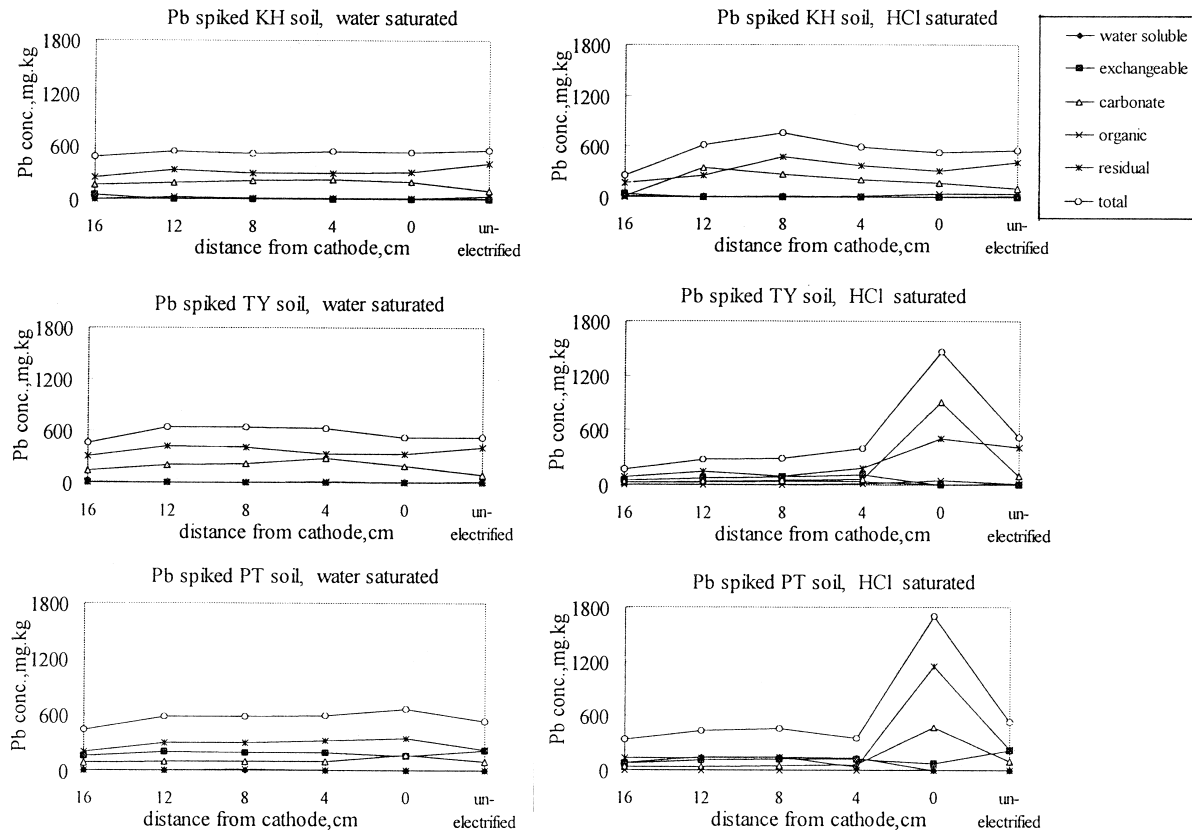 Pb spiked KH soil, water saturated
Pb conc.,mg.kg
1800
1200
600
0
16 12 8 4 0 un-
electrified
distance from cathode,cm
Pb spiked KH soil, HCl saturated
Pb conc.,mg.kg
1800
1200
600
0
16 12 8 4 0 un-
electrified
distance from cathode,cm
water soluble
exchangeable
carbonate
organic
residual
total
Pb spiked TY soil, water saturated
Pb conc.,mg.kg
1800
1200
600
0
16 12 8 4 0 un-
electrified
distance from cathode,cm
Pb spiked TY soil, HCl saturated
Pb conc.,mg.kg
1800
1200
600
0
16 12 8 4 0 un-
electrified
distance from cathode,cm
Pb spiked PT soil, water saturated
Pb conc.,mg.kg
1800
1200
600
0
16 12 8 4 0 un-
electrified
distance from cathode,cm
Pb spiked PT soil, HCl saturated
Pb conc.,mg.kg
1800
1200
600
0
16 12 8 4 0 un-
electrified
distance from cathode,cm